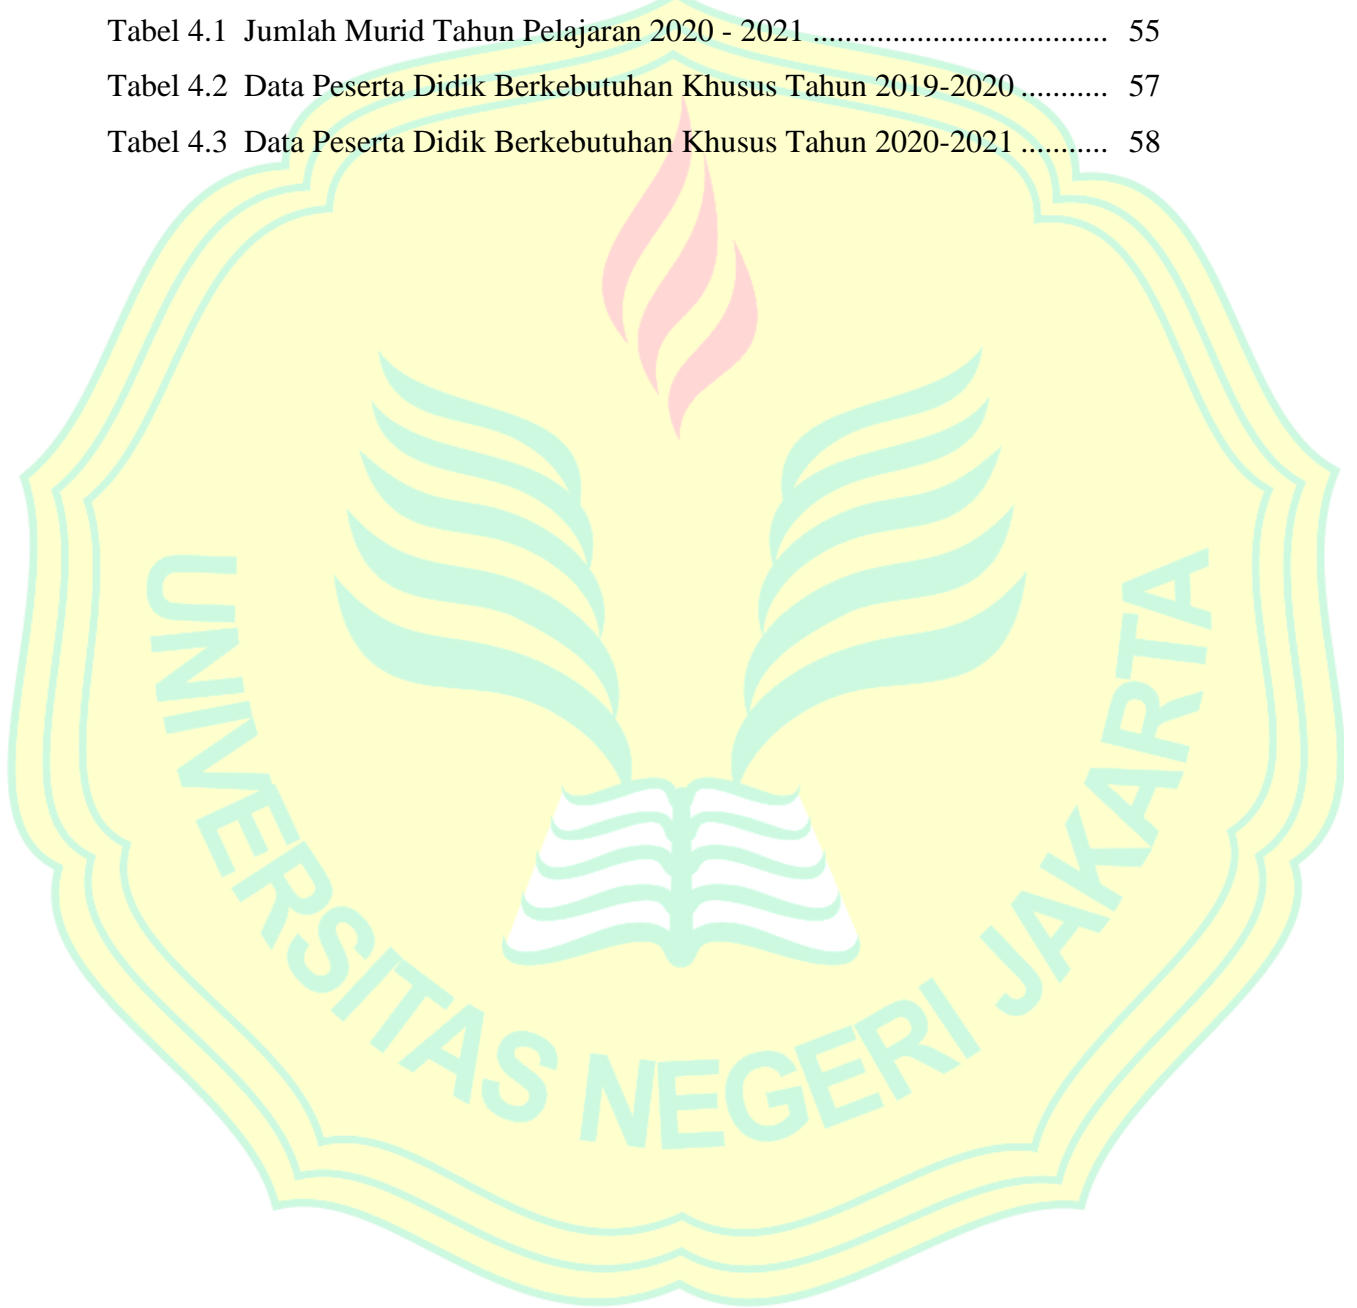 Tabel 4.1 Jumlah Murid Tahun Pelajaran 2020 - 2021 ................................. 55
Tabel 4.2 Data Peserta Didik Berkebutuhan Khusus Tahun 2019-2020 .......... 57
Tabel 4.3 Data Peserta Didik Berkebutuhan Khusus Tahun 2020-2021 .......... 58
UNIVERSITAS NEGERI JAKARTA